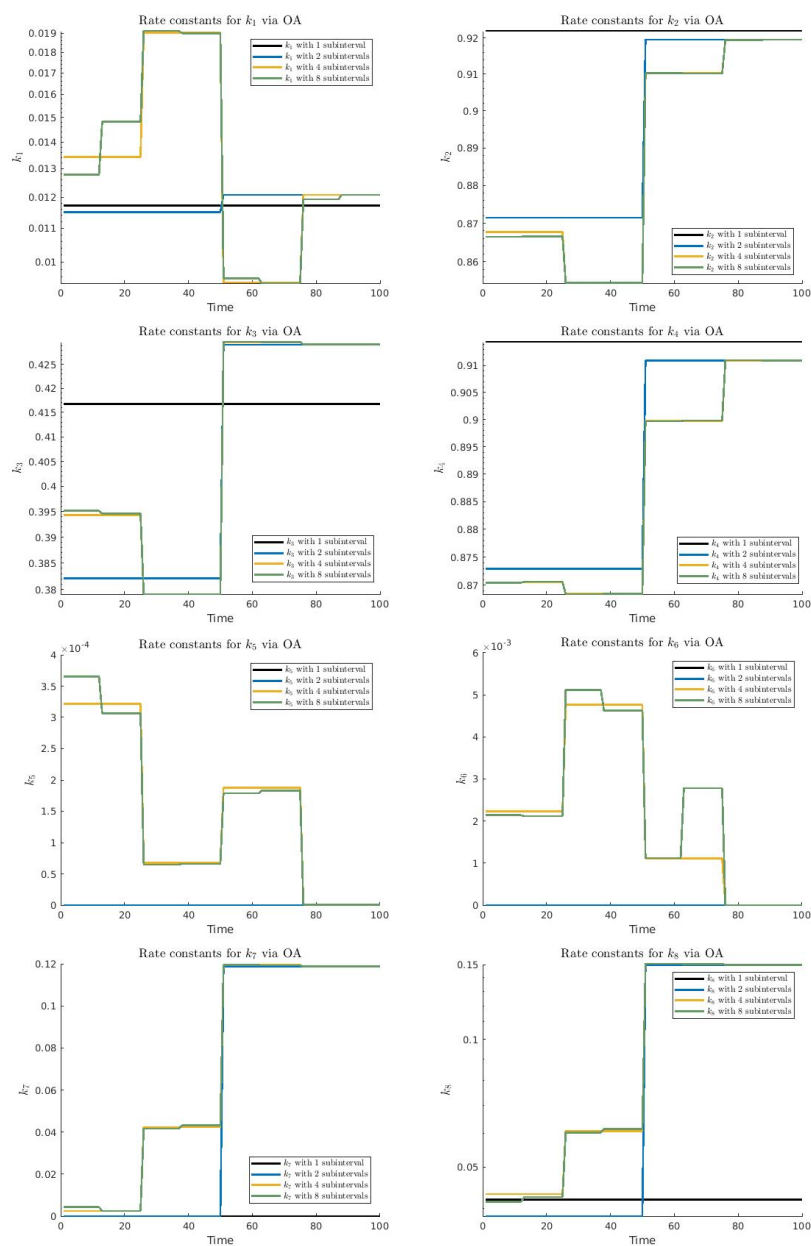 Rate constants for k₁ via OA
0.019
0.018
0.017
0.016
0.015
0.014
0.013
0.012
0.011
0.01
k₁
k₁ with 1 subinterval
k₁ with 2 subintervals
k₁ with 4 subintervals
k₁ with 8 subintervals
0 20 40 60 80 100
Time
Rate constants for k₂ via OA
0.92
0.91
0.9
0.89
0.88
0.87
0.86
k₂
k₂ with 1 subinterval
k₂ with 2 subintervals
k₂ with 4 subintervals
k₂ with 8 subintervals
0 20 40 60 80 100
Time
Rate constants for k₃ via OA
0.425
0.42
0.415
0.41
0.405
0.4
0.395
0.39
0.385
0.38
k₃
k₃ with 1 subinterval
k₃ with 2 subintervals
k₃ with 4 subintervals
k₃ with 8 subintervals
0 20 40 60 80 100
Time
Rate constants for k₄ via OA
0.91
0.905
0.9
0.895
0.89
0.885
0.88
0.875
0.87
k₄
k₄ with 1 subinterval
k₄ with 2 subintervals
k₄ with 4 subintervals
k₄ with 8 subintervals
0 20 40 60 80 100
Time
Rate constants for k₅ via OA
×10⁻⁴
4
3.5
3
2.5
2
1.5
1
0.5
0
k₅
k₅ with 1 subinterval
k₅ with 2 subintervals
k₅ with 4 subintervals
k₅ with 8 subintervals
0 20 40 60 80 100
Time
Rate constants for k₆ via OA
×10⁻³
6
5
4
3
2
1
0
k₆
k₆ with 1 subinterval
k₆ with 2 subintervals
k₆ with 4 subintervals
k₆ with 8 subintervals
0 20 40 60 80 100
Time
Rate constants for k₇ via OA
0.12
0.1
0.08
0.06
0.04
0.02
0
k₇
k₇ with 1 subinterval
k₇ with 2 subintervals
k₇ with 4 subintervals
k₇ with 8 subintervals
0 20 40 60 80 100
Time
Rate constants for k₈ via OA
0.15
0.1
0.05
k₈
k₈ with 1 subinterval
k₈ with 2 subintervals
k₈ with 4 subintervals
k₈ with 8 subintervals
0 20 40 60 80 100
Time